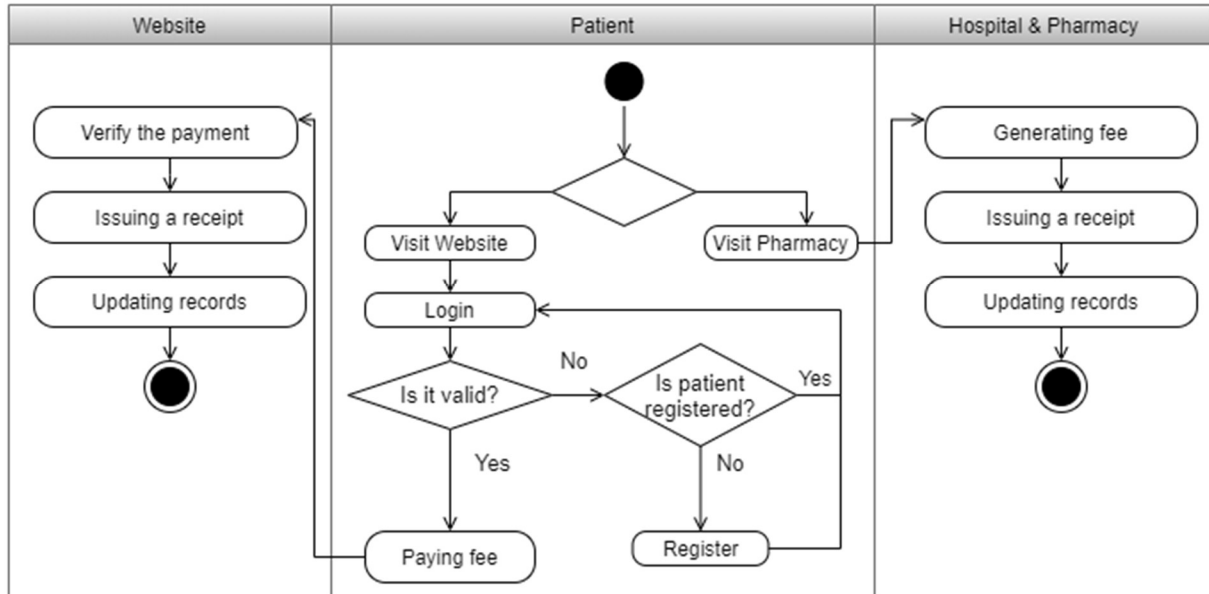 Website
Patient
Hospital & Pharmacy
Verify the payment
Issuing a receipt
Updating records
Visit Website
Visit Pharmacy
Login
Is it valid?
No
Is patient
registered?
Yes
Yes
No
Paying fee
Register
Generating fee
Issuing a receipt
Updating records